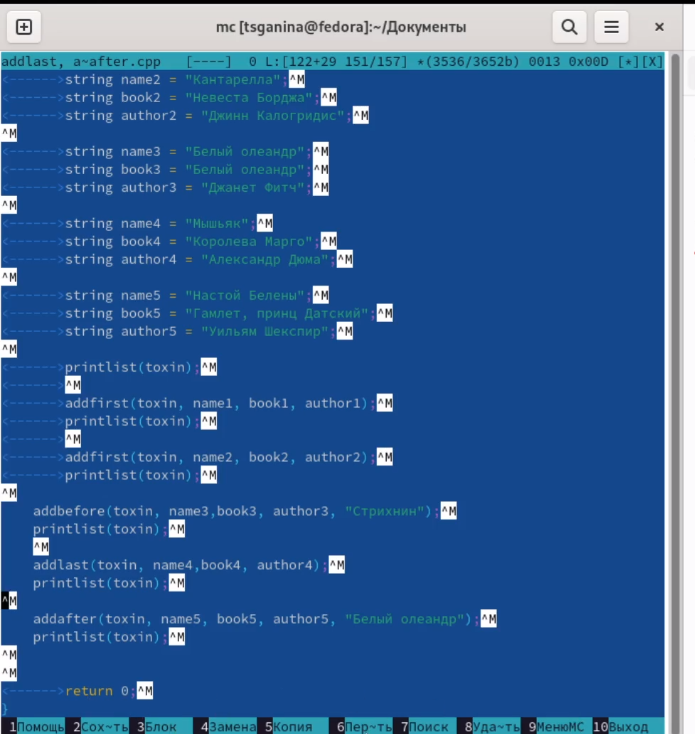 mc [tsganina@fedora]:~/Документы
addlast, a~after.cpp [----] 0 L:[122+29 151/157] *(3536/3652b) 0013 0x00D [*][X]
<------>string name2 = "Кантарелла";^M
<------>string book2 = "Невеста Борджа";^M
<------>string author2 = "Джинн Калогридис";^M
^M
<------>string name3 = "Белый олеандр";^M
<------>string book3 = "Белый олеандр";^M
<------>string author3 = "Джанет Фитч";^M
^M
<------>string name4 = "Мышьяк";^M
<------>string book4 = "Королева Марго";^M
<------>string author4 = "Александр Дюма";^M
^M
<------>string name5 = "Настой Белены";^M
<------>string book5 = "Гамлет, принц Датский";^M
<------>string author5 = "Уильям Шекспир";^M
^M
<------>printlist(toxin);^M
<------>^M
<------>addfirst(toxin, name1, book1, author1);^M
<------>printlist(toxin);^M
<------>^M
<------>addfirst(toxin, name2, book2, author2);^M
<------>printlist(toxin);^M
^M
addbefore(toxin, name3,book3, author3, "Стрихнин");^M
printlist(toxin);^M
^M
addlast(toxin, name4,book4, author4);^M
printlist(toxin);^M
^M
addafter(toxin, name5, book5, author5, "Белый олеандр");^M
printlist(toxin);^M
^M
^M
<------>return 0;^M
}
1Помощь 2Сох~ть 3Блок 4Замена 5Копия 6Пер~ть 7Поиск 8Уда~ть 9МенюMC 10Выход